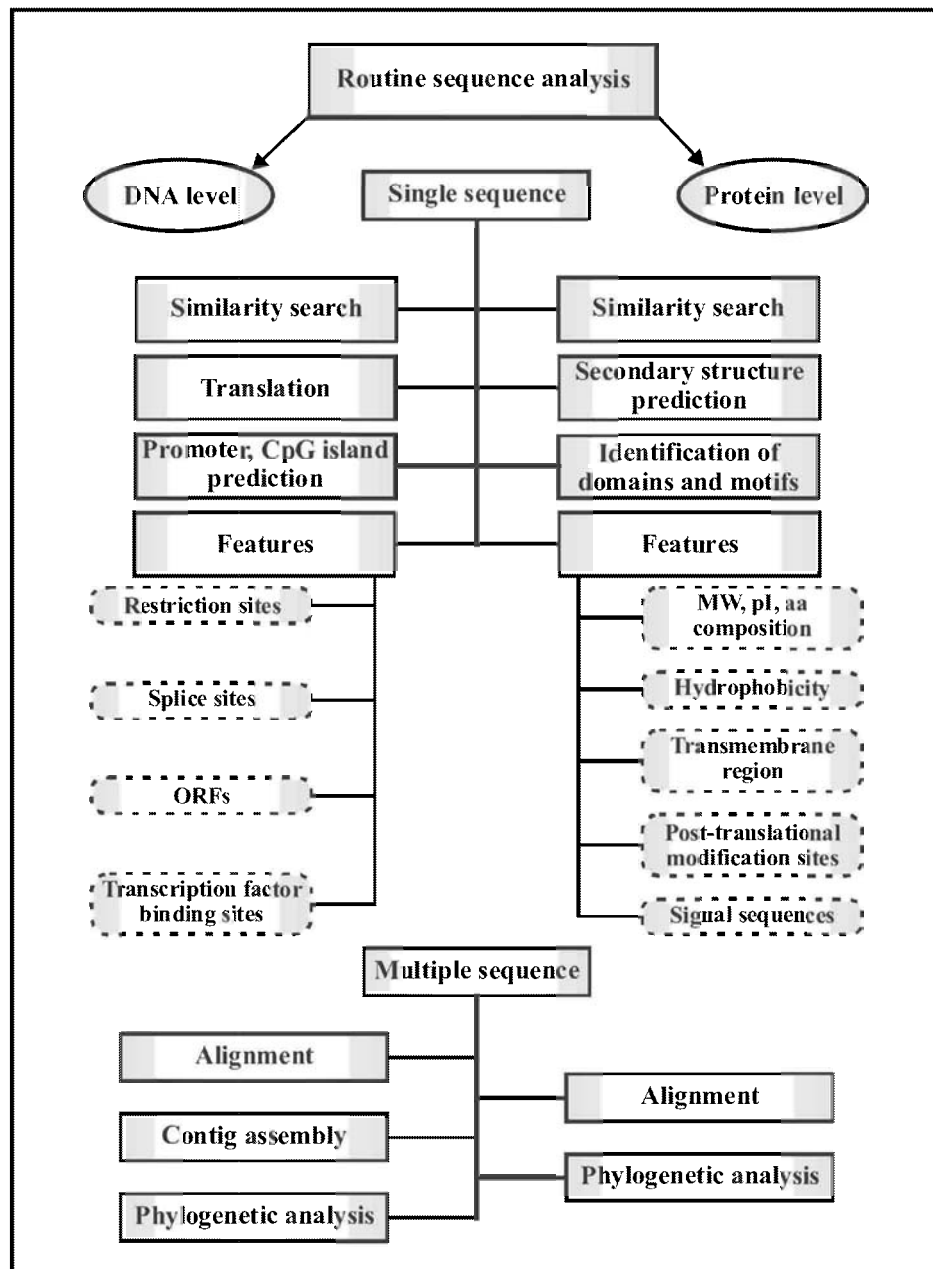 Routine sequence analysis
DNA level
Single sequence
Protein level
Similarity search
Similarity search
Translation
Secondary structure
prediction
Promoter, CpG island
prediction
Identification of
domains and motifs
Features
Features
Restriction sites
Splice sites
ORFs
Transcription factor
binding sites
MW, pI, aa
composition
Hydrophobicity
Transmembrane
region
Post-translational
modification sites
Signal sequences
Multiple sequence
Alignment
Contig assembly
Phylogenetic analysis
Alignment
Phylogenetic analysis